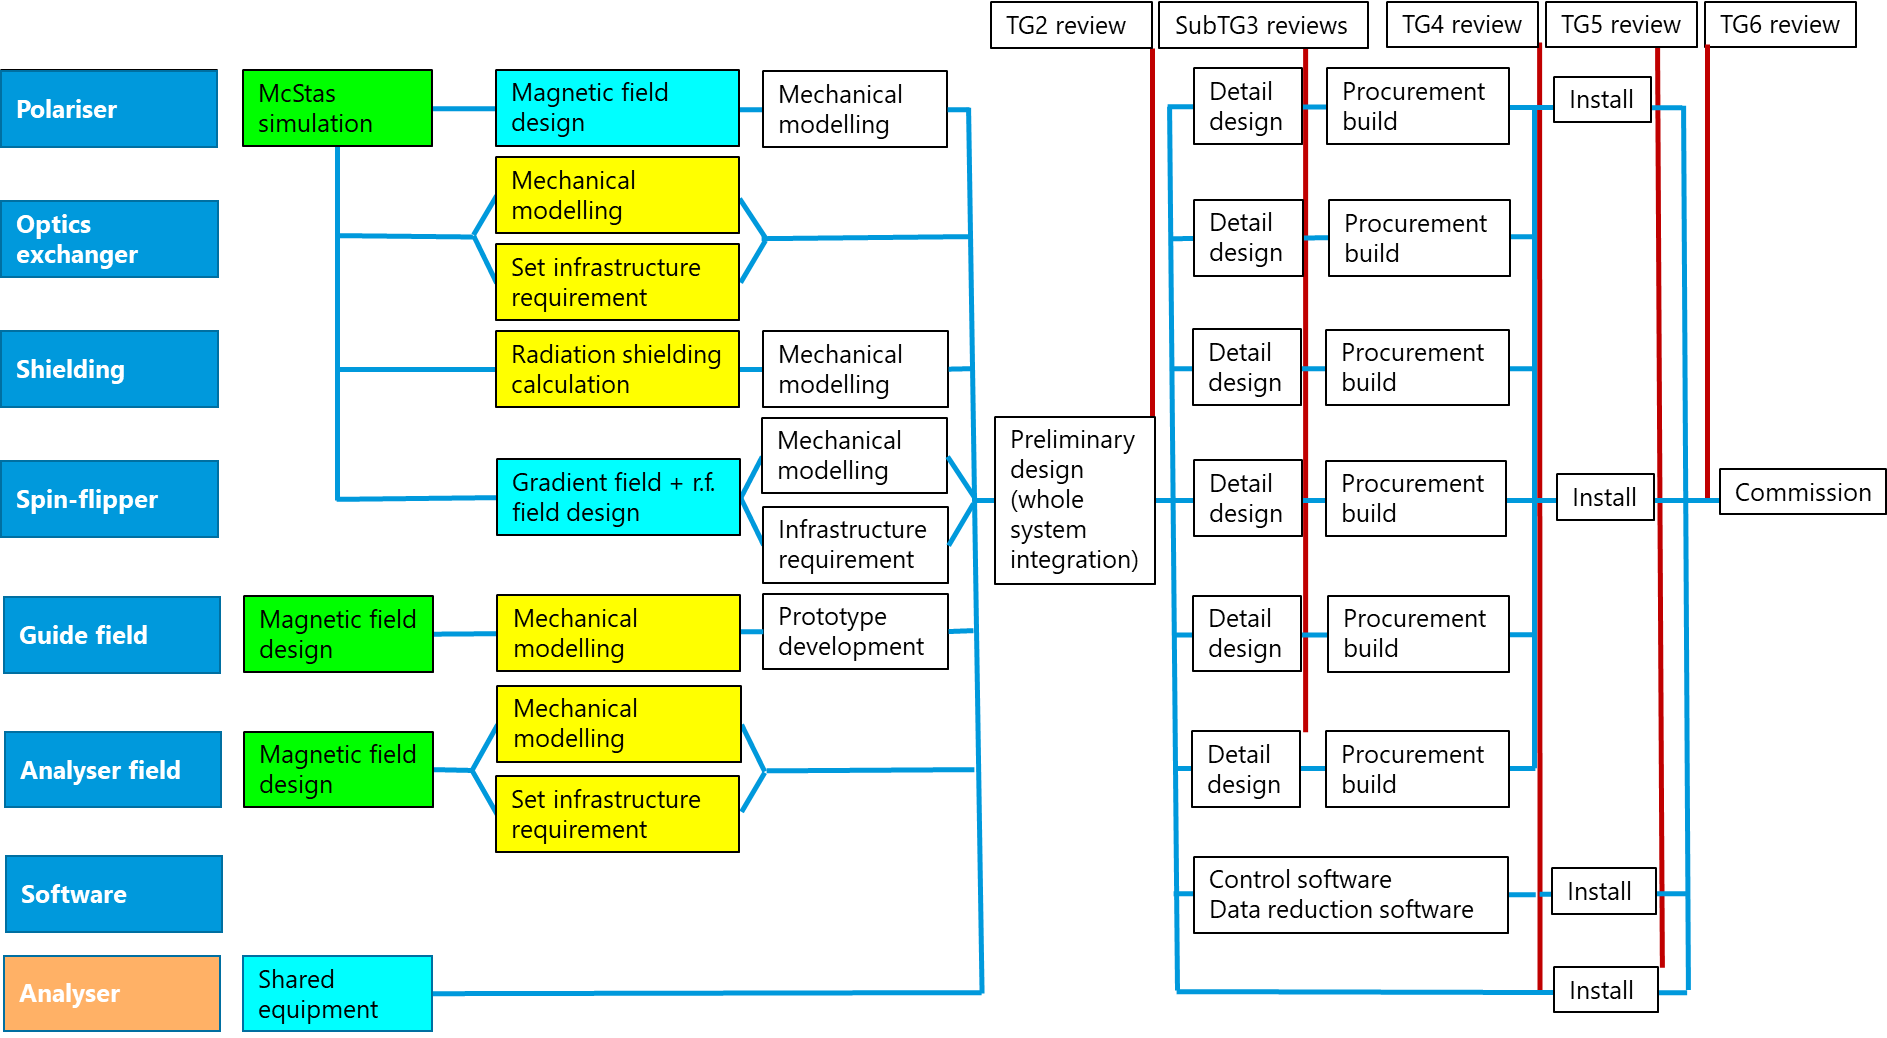 TG2 review
SubTG3 reviews
TG4 review
TG5 review
TG6 review
Polariser
McStas
simulation
Magnetic field
design
Mechanical
modelling
Detail
design
Procurement
build
Install
Optics
exchanger
Mechanical
modelling
Set infrastructure
requirement
Detail
design
Procurement
build
Shielding
Radiation shielding
calculation
Mechanical
modelling
Detail
design
Procurement
build
Spin-flipper
Gradient field + r.f.
field design
Mechanical
modelling
Infrastructure
requirement
Preliminary
design
(whole
system
integration)
Detail
design
Procurement
build
Install
Commission
Guide field
Magnetic field
design
Mechanical
modelling
Prototype
development
Detail
design
Procurement
build
Analyser field
Magnetic field
design
Mechanical
modelling
Set infrastructure
requirement
Detail
design
Procurement
build
Software
Control software
Data reduction software
Install
Analyser
Shared
equipment
Install